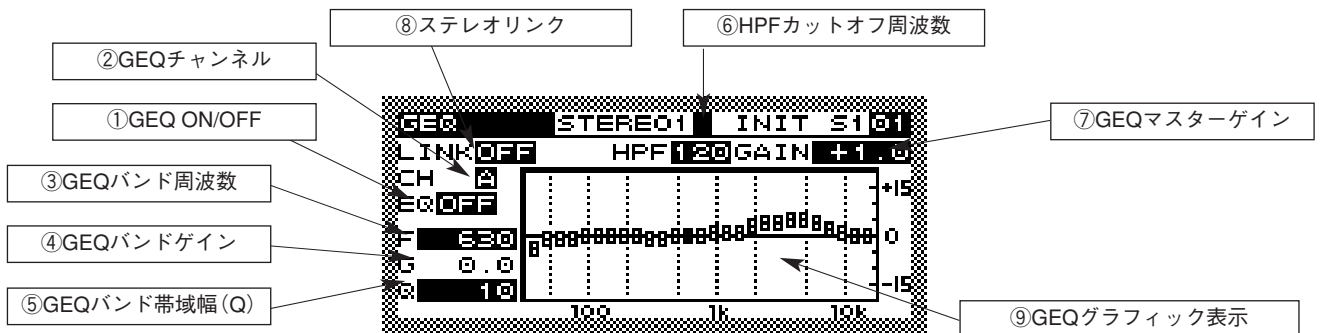 ⑧ステレオリンク
⑥HPFカットオフ周波数
②GEQチャンネル
①GEQ ON/OFF
⑦GEQマスターゲイン
③GEQバンド周波数
④GEQバンドゲイン
⑤GEQバンド帯域幅(Q)
⑨GEQグラフィック表示
GEQ STEREO1 INIT S1 01
LINK OFF HPF 120 GAIN +1.0
CH A
EQ OFF
F 630
G 0.0
Q 10
+15
0
-15
100 1k 10k